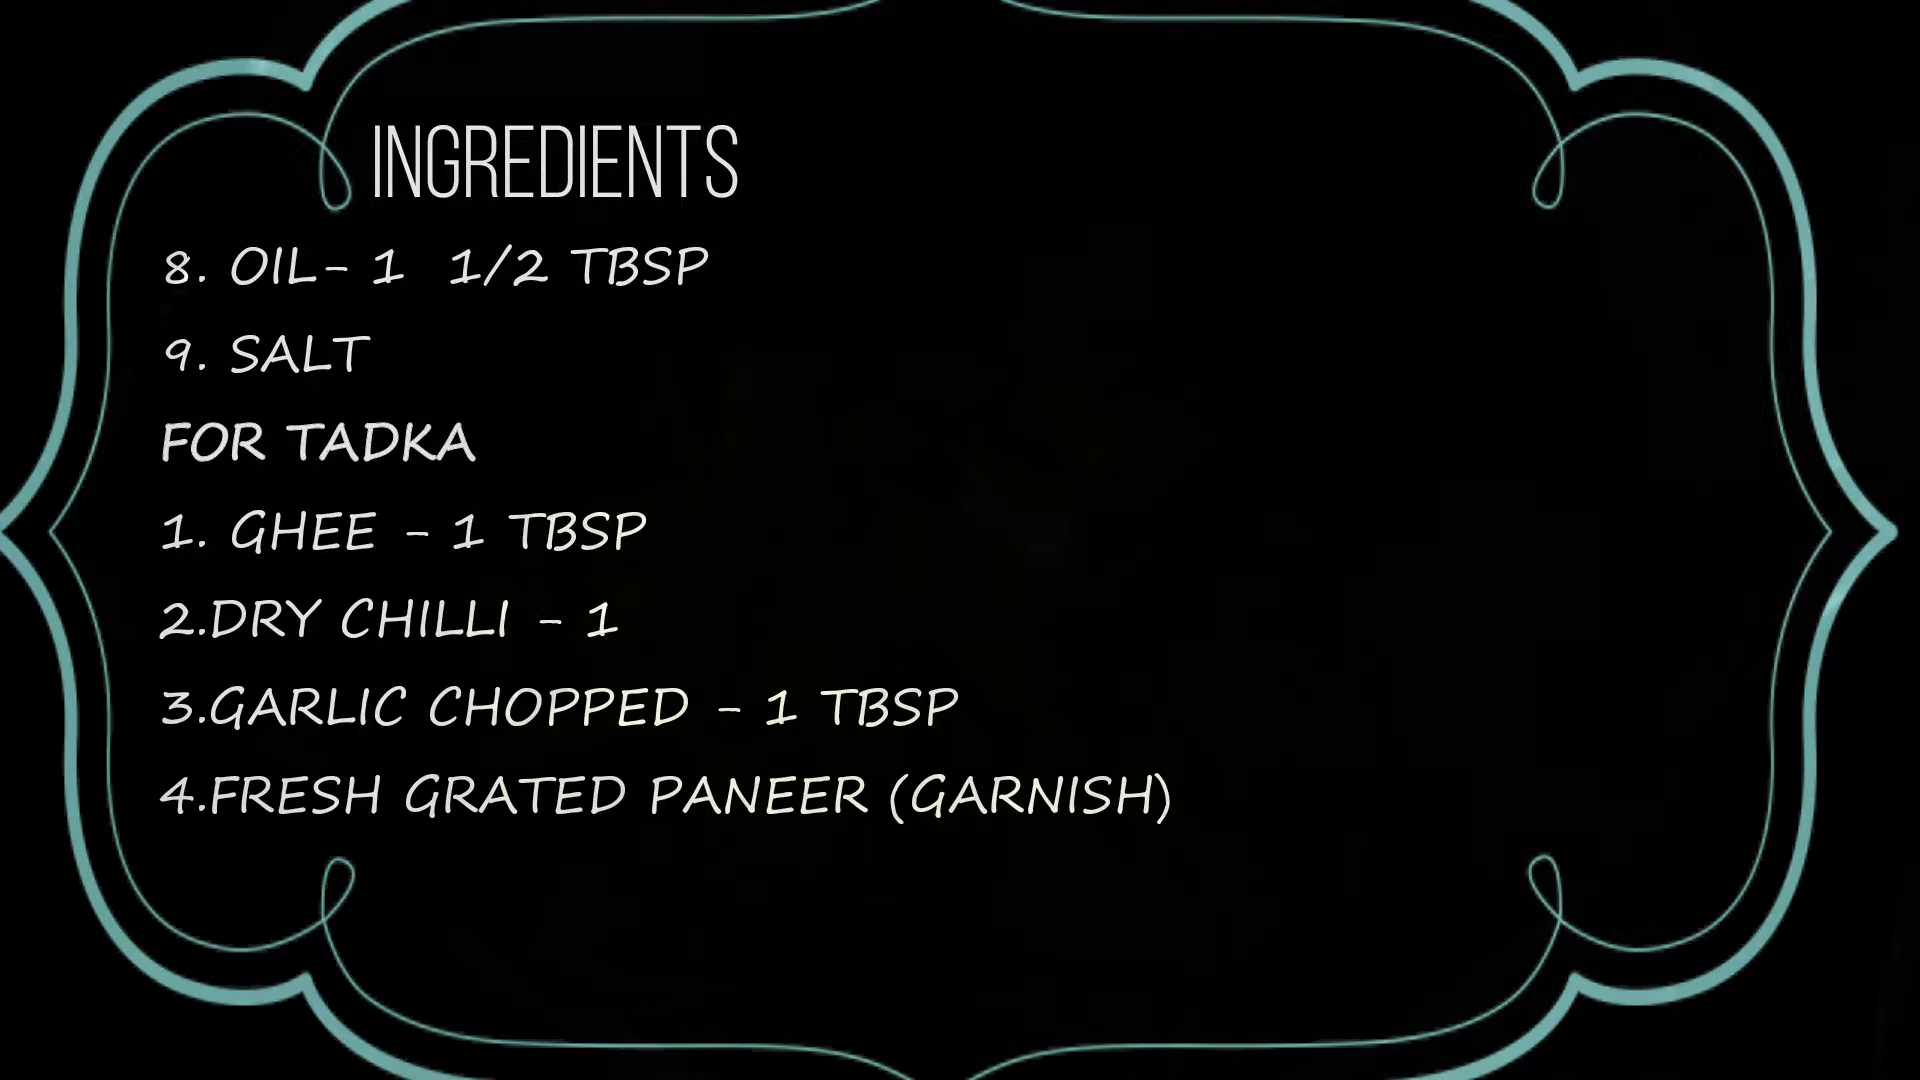 INGREDIENTS
8. OIL- 1  1/2 TBSP
9. SALT
FOR TADKA
1. GHEE - 1 TBSP
2.DRY CHILLI - 1
3.GARLIC CHOPPED - 1 TBSP
4.FRESH GRATED PANEER (GARNISH)